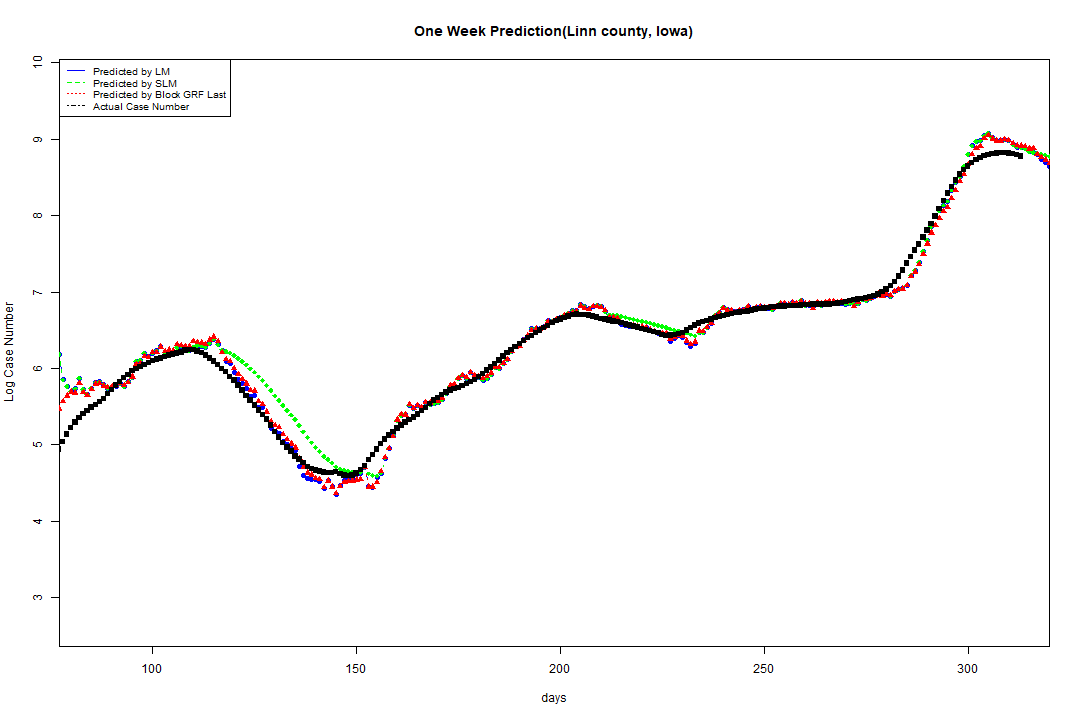 One Week Prediction(Linn county, Iowa)
Predicted by LM
Predicted by SLM
Predicted by Block GRF Last
Actual Case Number
10
9
8
7
6
5
4
3
Log Case Number
100 150 200 250 300
days